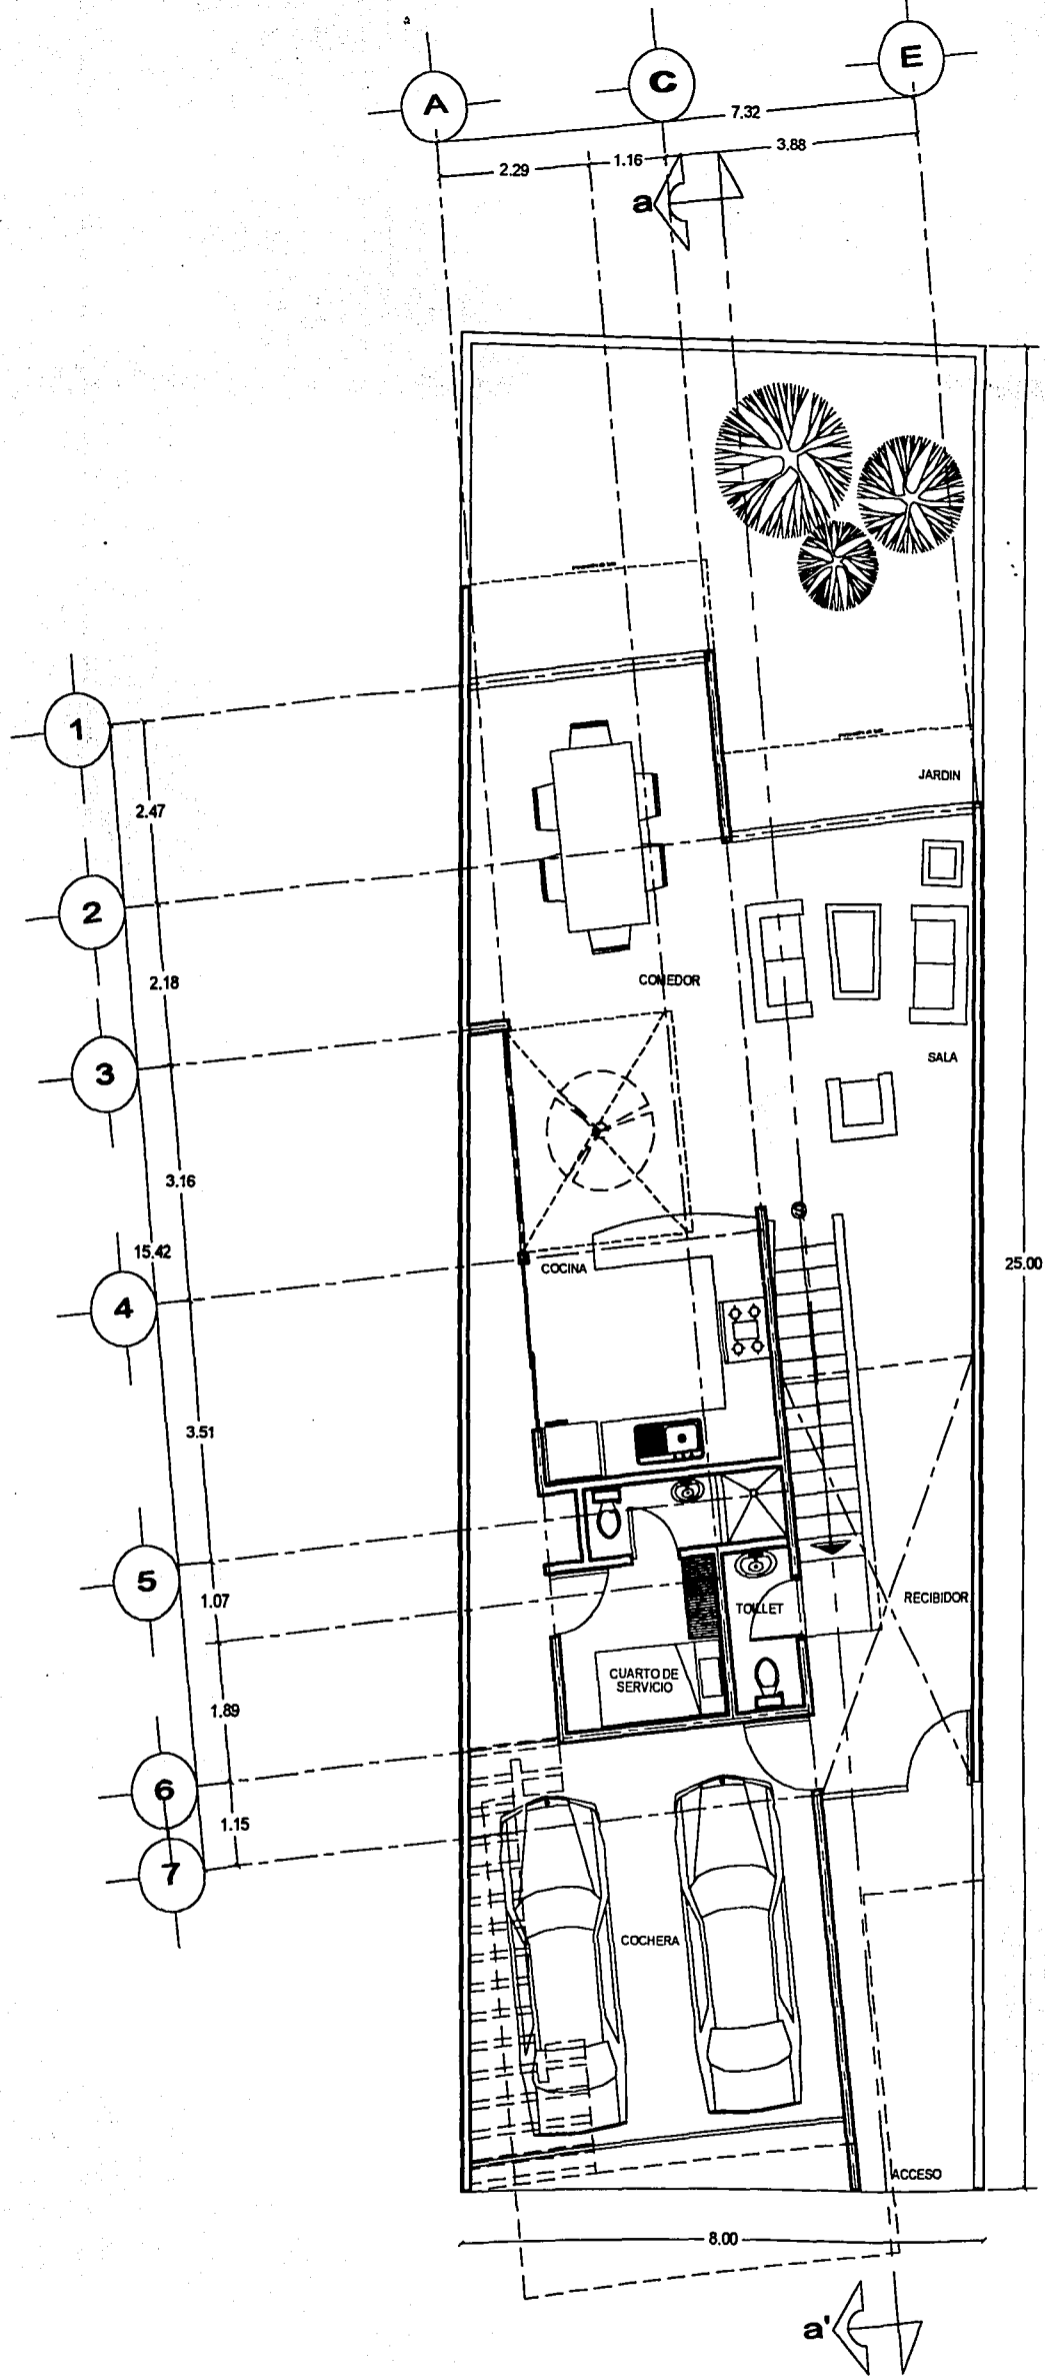 A
C
E
7.32
2.29
1.16
3.88
a
1
2.47
JARDIN
2
2.18
COMEDOR
3
SALA
3.16
15.42
COCINA
25.00
4
3.51
5
1.07
TOILLET
RECIBIDOR
CUARTO DE
SERVICIO
1.89
6
1.15
7
COCHERA
ACCESO
8.00
a'